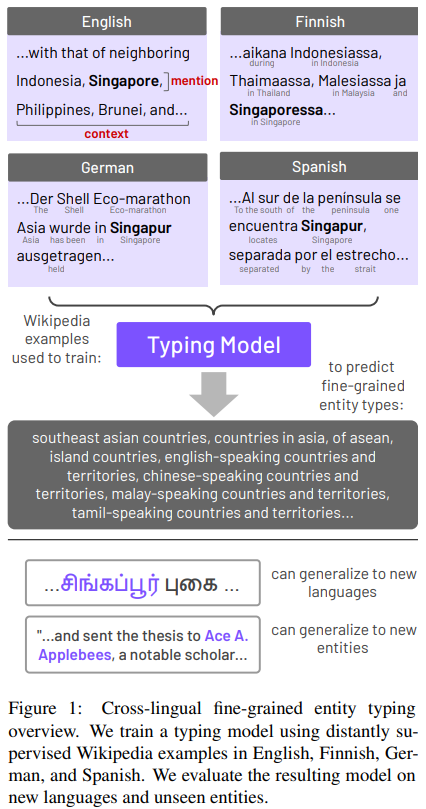 English
...with that of neighboring
Indonesia, Singapore,
mention
Philippines, Brunei, and...
context
Finnish
...aikana Indonesiassa,
during in Indonesia
Thaimaassa, Malesiassa ja
in Thailand in Malaysia and
Singaporessa...
in Singapore
German
...Der Shell Eco-marathon
The Shell Eco-marathon
Asia wurde in Singapur
Asia has been in Singapore
ausgetragen...
held
Spanish
...Al sur de la península se
To the south of the peninsula one
encuentra Singapur,
locates Singapore
separada por el estrecho...
separated by the strait
Wikipedia
examples
used to train:
Typing Model
to predict
fine-grained
entity types:
southeast asian countries, countries in asia, of asean,
island countries, english-speaking countries and
territories, chinese-speaking countries and
territories, malay-speaking countries and territories,
tamil-speaking countries and territories...
...சிங்கப்பூர் புகை ...
can generalize to new
languages
"...and sent the thesis to Ace A.
Applebees, a notable scholar...
can generalize to new
entities
Figure 1: Cross-lingual fine-grained entity typing
overview. We train a typing model using distantly su-
pervised Wikipedia examples in English, Finnish, Ger-
man, and Spanish. We evaluate the resulting model on
new languages and unseen entities.